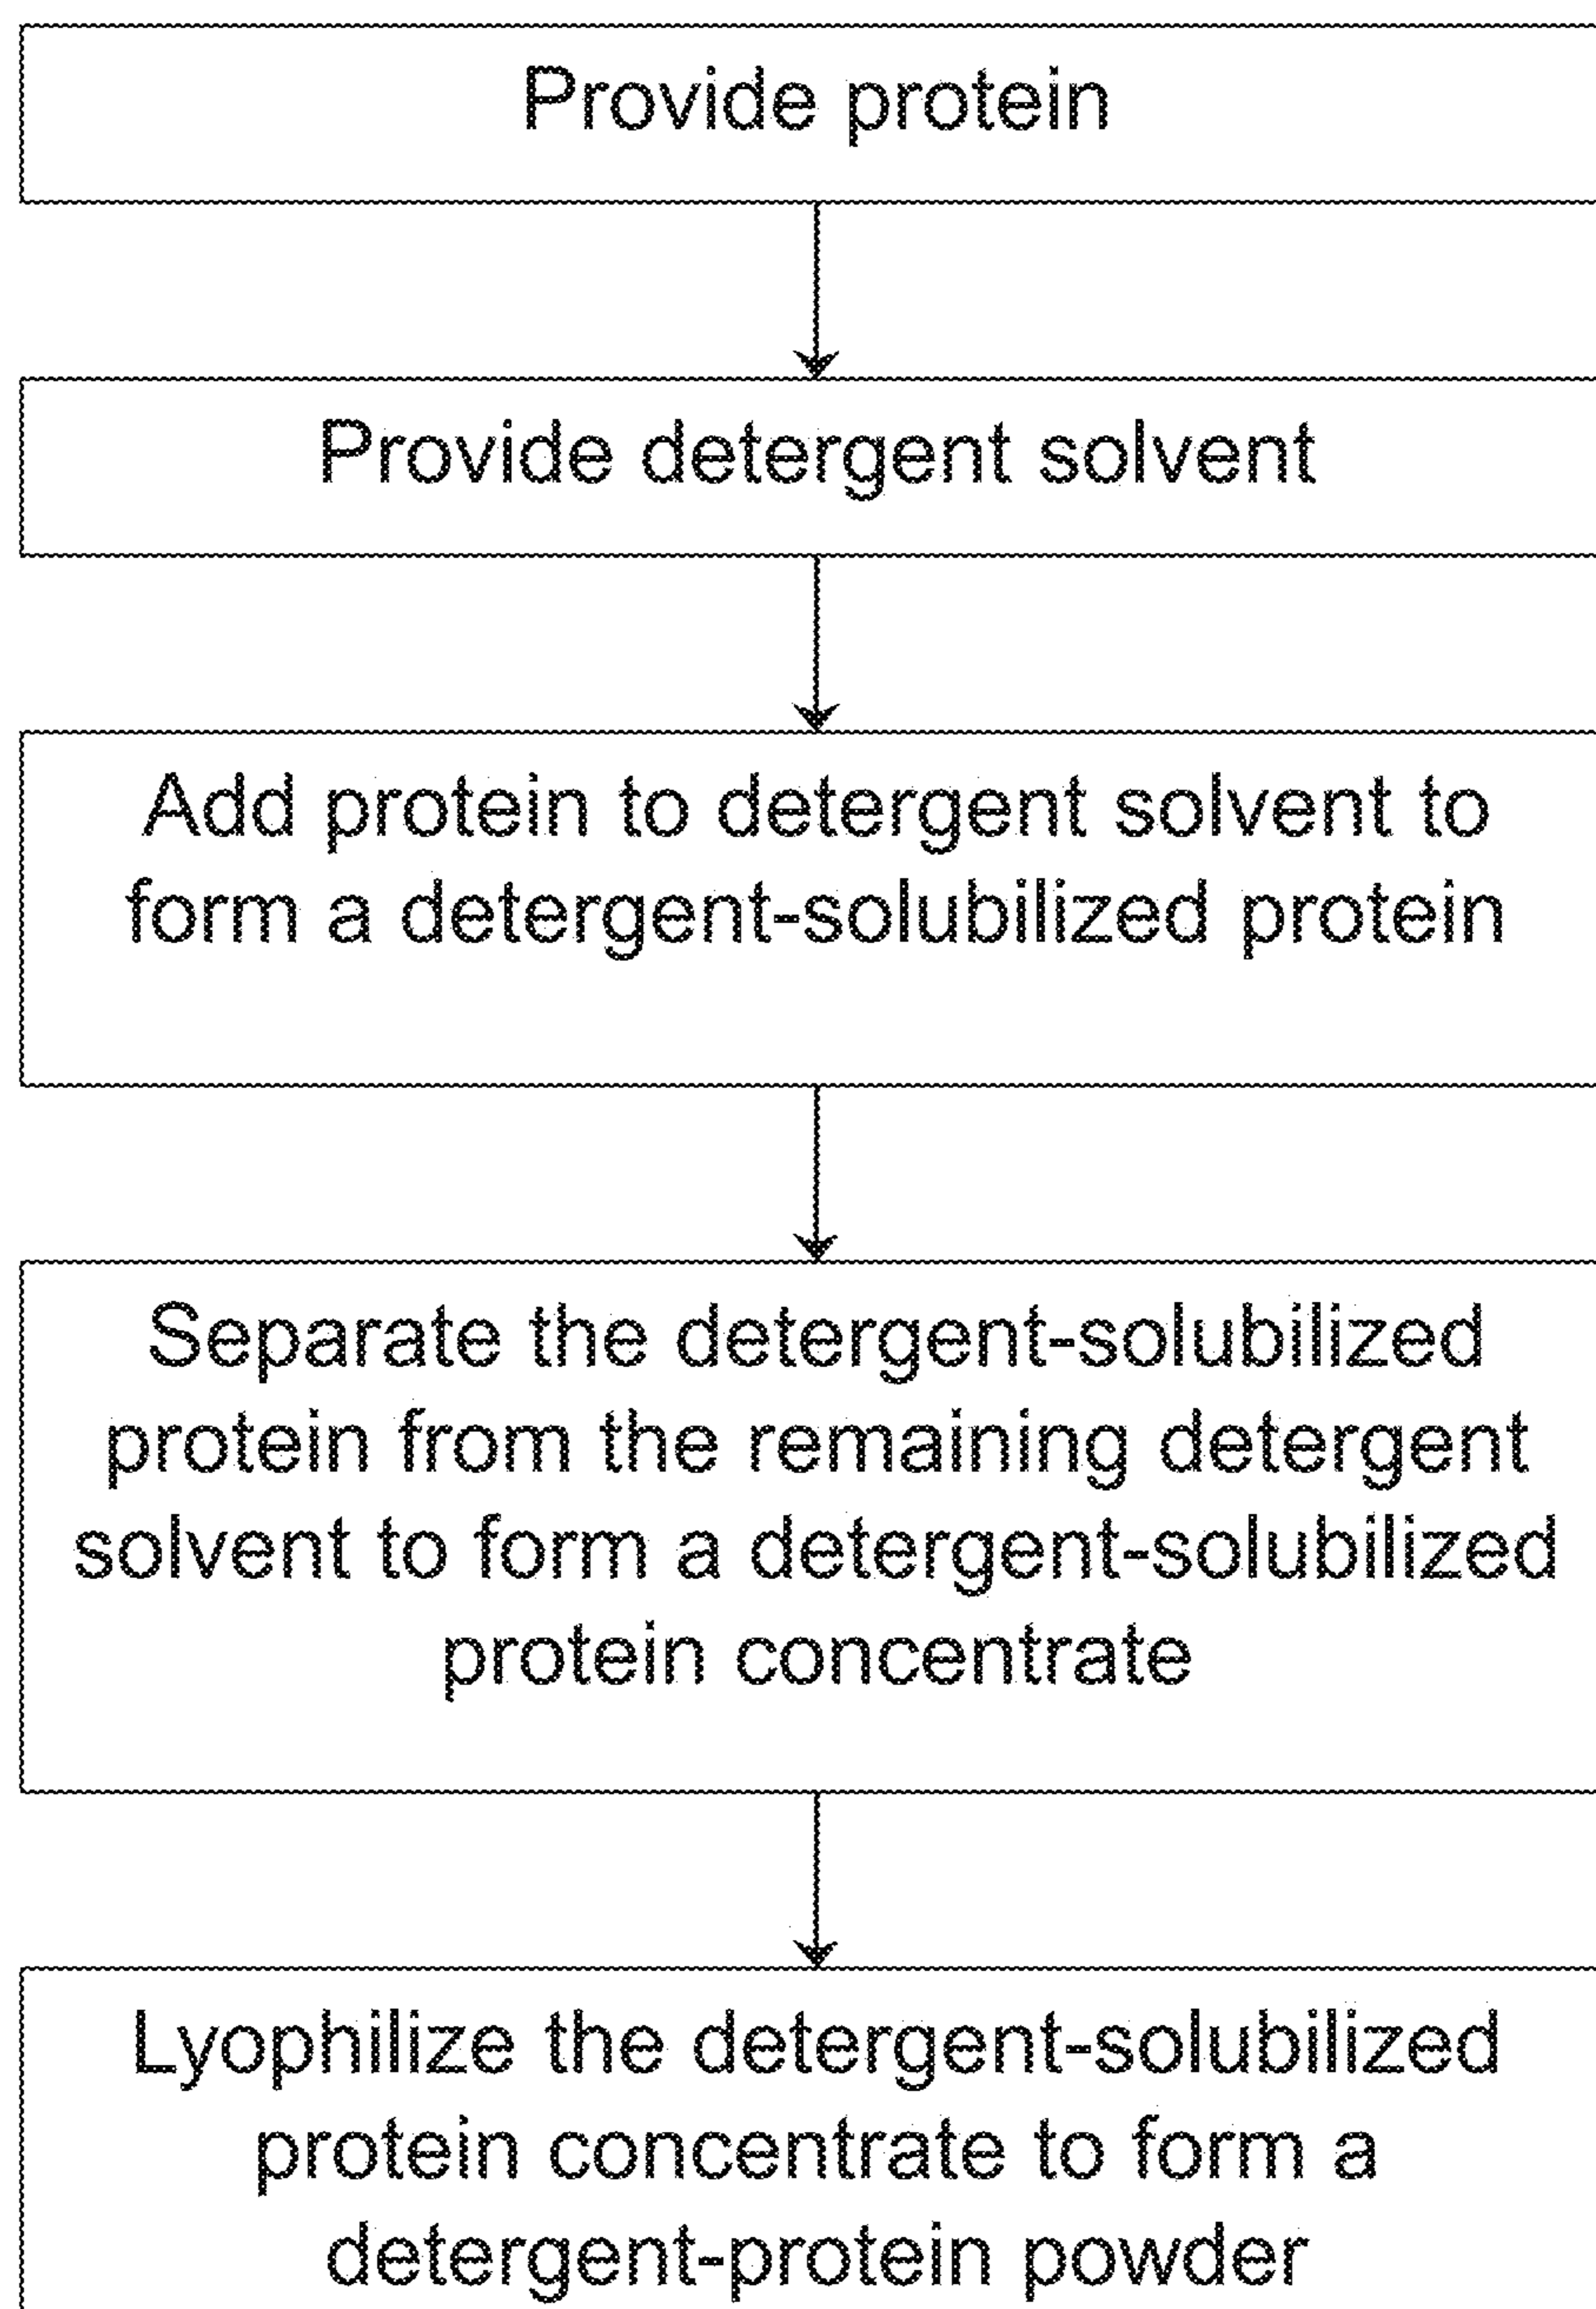 Provide protein
Provide detergent solvent
Add protein to detergent solvent to
form a detergent-solubilized protein
Separate the detergent-solubilized
protein from the remaining detergent
solvent to form a detergent-solubilized
protein concentrate
Lyophilize the detergent-solubilized
protein concentrate to form a
detergent-protein powder